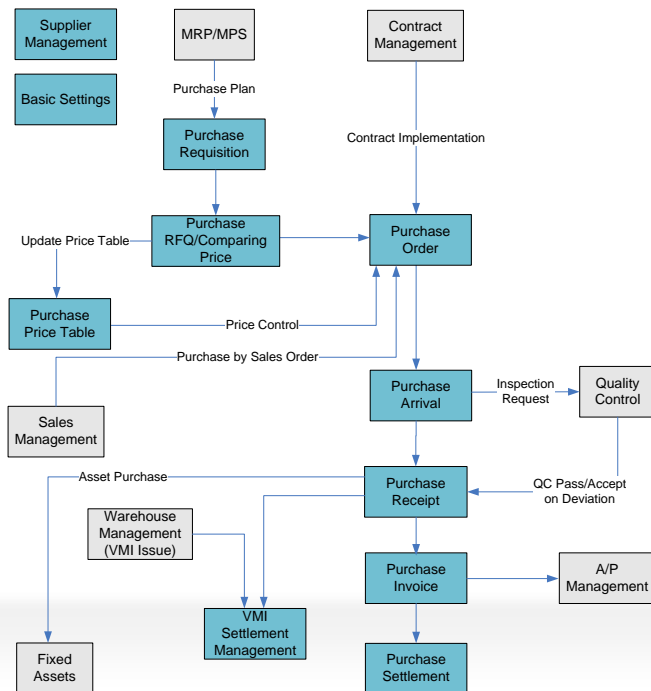 Supplier
Management
MRP/MPS
Contract
Management
Basic Settings
Purchase Plan
Purchase
Requisition
Contract Implementation
Purchase
RFQ/Comparing
Price
Purchase
Order
Update Price Table
Purchase
Price Table
Price Control
Purchase by Sales Order
Sales
Management
Purchase
Arrival
Inspection
Request
Quality
Control
Asset Purchase
Purchase
Receipt
QC Pass/Accept
on Deviation
Warehouse
Management
(VMI Issue)
Purchase
Invoice
A/P
Management
VMI
Settlement
Management
Fixed
Assets
Purchase
Settlement